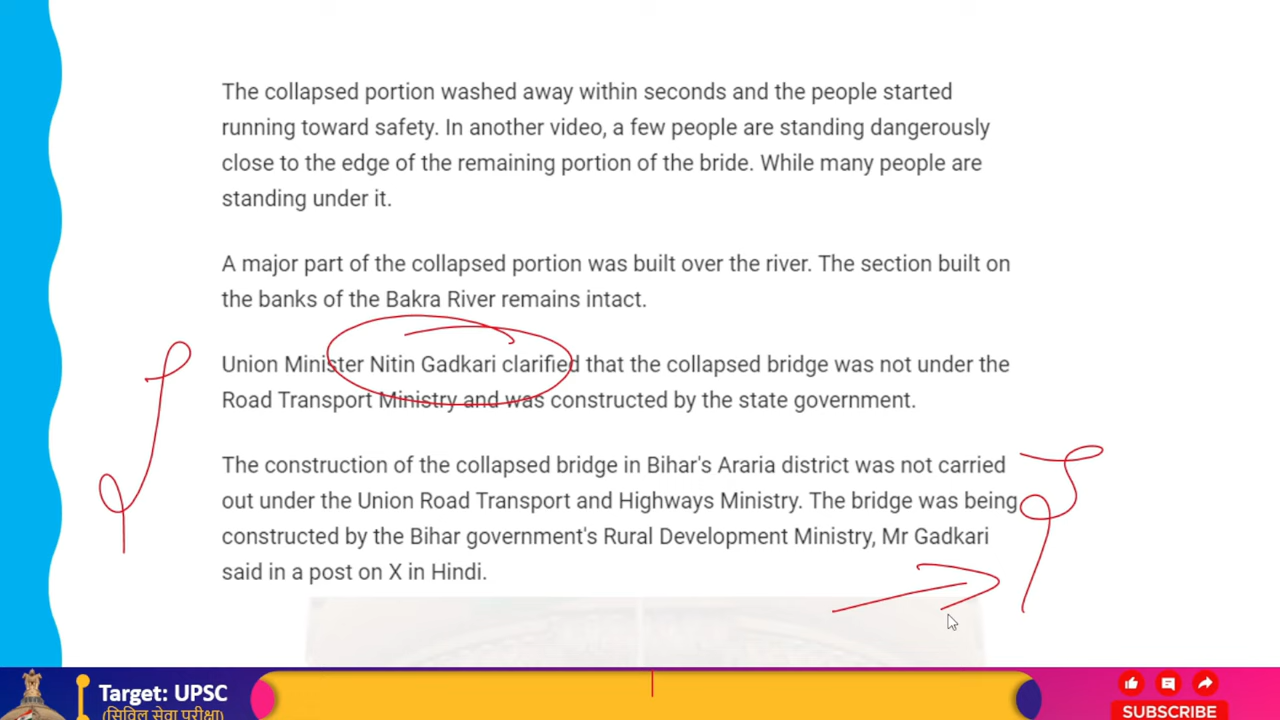 The collapsed portion washed away within seconds and the people started
running toward safety. In another video, a few people are standing dangerously
close to the edge of the remaining portion of the bride. While many people are
standing under it.
A major part of the collapsed portion was built over the river. The section built on
the banks of the Bakra River remains intact.
Union Minister Nitin Gadkari clarified that the collapsed bridge was not under the
Road Transport Ministry and was constructed by the state government.
The construction of the collapsed bridge in Bihar's Araria district was not carried
out under the Union Road Transport and Highways Ministry. The bridge was being
constructed by the Bihar government's Rural Development Ministry, Mr Gadkari
said in a post on X in Hindi.
Target: UPSC
(सिविल सेवा परीक्षा)
SUBSCRIBE